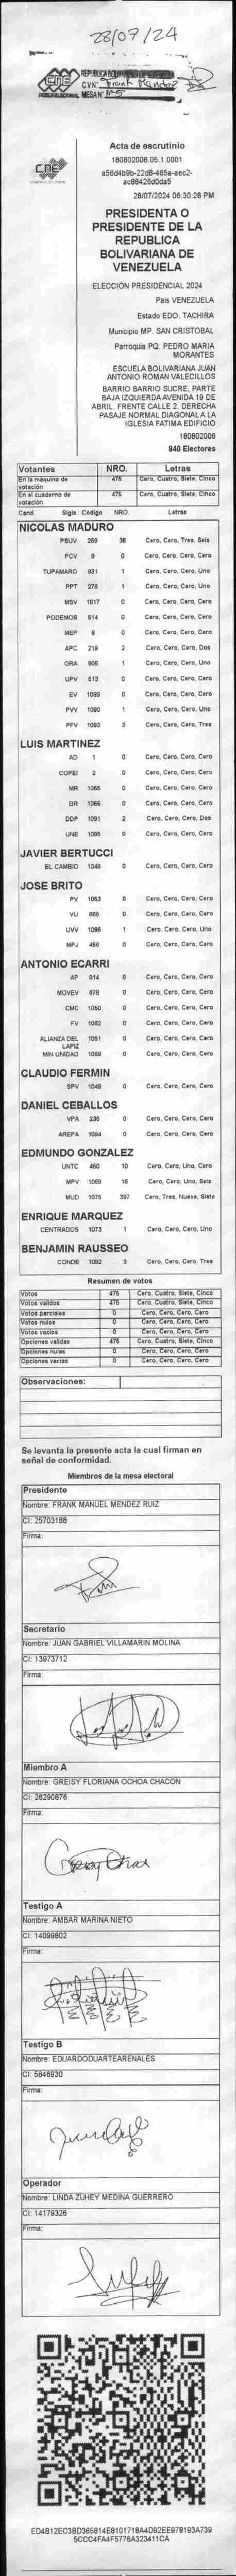 28/07/24
CNE
Acta de escrutinio
180802006.05.1.0001
a56d4b9b-22d8-465a-aec2-
ac86426d0da5
28/07/2024 06:30:28 PM
PRESIDENTA O
PRESIDENTE DE LA
REPUBLICA
BOLIVARIANA DE
VENEZUELA
ELECCIÓN PRESIDENCIAL 2024
Pais VENEZUELA
Estado EDO. TACHIRA
Municipio MP. SAN CRISTOBAL
Parroquia PQ. PEDRO MARIA
MORANTES
ESCUELA BOLIVARIANA JUAN
ANTONIO ROMAN VALECILLOS
BARRIO BARRIO SUCRE, PARTE
BAJA IZQUIERDA AVENIDA 19 DE
ABRIL. FRENTE CALLE 2. DERECHA
PASAJE NORMAL DIAGONAL A LA
IGLESIA FATIMA EDIFICIO
180802006
840 Electores
Votantes NRO. Letras
En la máquina de votación 475 Cero, Cuatro, Siete, Cinco
En el cuaderno de votación 475 Cero, Cuatro, Siete, Cinco
Cand. Sigla Código NRO. Letras
NICOLAS MADURO
PSUV 269 36 Cero, Cero, Tres, Seis
PCV 9 0 Cero, Cero, Cero, Cero
TUPAMARO 931 1 Cero, Cero, Cero, Uno
PPT 276 1 Cero, Cero, Cero, Uno
MSV 1017 0 Cero, Cero, Cero, Cero
PODEMOS 514 0 Cero, Cero, Cero, Cero
MEP 6 0 Cero, Cero, Cero, Cero
APC 219 2 Cero, Cero, Cero, Dos
ORA 906 1 Cero, Cero, Cero, Uno
UPV 513 0 Cero, Cero, Cero, Cero
EV 1089 0 Cero, Cero, Cero, Cero
PVV 1090 1 Cero, Cero, Cero, Uno
PFV 1093 3 Cero, Cero, Cero, Tres
LUIS MARTINEZ
AD 1 0 Cero, Cero, Cero, Cero
COPEI 2 0 Cero, Cero, Cero, Cero
MR 1065 0 Cero, Cero, Cero, Cero
BR 1066 0 Cero, Cero, Cero, Cero
DDP 1091 2 Cero, Cero, Cero, Dos
UNE 1095 0 Cero, Cero, Cero, Cero
JAVIER BERTUCCI
EL CAMBIO 1048 0 Cero, Cero, Cero, Cero
JOSE BRITO
PV 1053 0 Cero, Cero, Cero, Cero
VU 988 0 Cero, Cero, Cero, Cero
UVV 1096 1 Cero, Cero, Cero, Uno
MPJ 458 0 Cero, Cero, Cero, Cero
ANTONIO ECARRI
AP 814 0 Cero, Cero, Cero, Cero
MOVEV 878 0 Cero, Cero, Cero, Cero
CMC 1050 0 Cero, Cero, Cero, Cero
FV 1063 0 Cero, Cero, Cero, Cero
ALIANZA DEL LAPIZ 1051 0 Cero, Cero, Cero, Cero
MIN UNIDAD 1068 0 Cero, Cero, Cero, Cero
CLAUDIO FERMIN
SPV 1049 0 Cero, Cero, Cero, Cero
DANIEL CEBALLOS
VPA 236 0 Cero, Cero, Cero, Cero
AREPA 1094 0 Cero, Cero, Cero, Cero
EDMUNDO GONZALEZ
UNTC 460 10 Cero, Cero, Uno, Cero
MPV 1069 16 Cero, Cero, Uno, Seis
MUD 1075 397 Cero, Tres, Nueve, Siete
ENRIQUE MARQUEZ
CENTRADOS 1073 1 Cero, Cero, Cero, Uno
BENJAMIN RAUSSEO
CONDE 1092 3 Cero, Cero, Cero, Tres
Resumen de votos
Votos 475 Cero, Cuatro, Siete, Cinco
Votos validos 475 Cero, Cuatro, Siete, Cinco
Votos parciales 0 Cero, Cero, Cero, Cero
Votos nulos 0 Cero, Cero, Cero, Cero
Votos vacios 0 Cero, Cero, Cero, Cero
Opciones validas 475 Cero, Cuatro, Siete, Cinco
Opciones nulas 0 Cero, Cero, Cero, Cero
Opciones vacias 0 Cero, Cero, Cero, Cero
Observaciones:
Se levanta la presente acta la cual firman en
señal de conformidad.
Miembros de la mesa electoral
Presidente
Nombre: FRANK MANUEL MENDEZ RUIZ
CI: 25703188
Firma:
Secretario
Nombre: JUAN GABRIEL VILLAMARIN MOLINA
CI: 13973712
Firma:
Miembro A
Nombre: GREISY FLORIANA OCHOA CHACON
CI: 26290876
Firma:
Testigo A
Nombre: AMBAR MARINA NIETO
CI: 14099802
Firma:
Testigo B
Nombre: EDUARDODUARTEARENALES
CI: 5646930
Firma:
Operador
Nombre: LINDA ZUHEY MEDINA GUERRERO
CI: 14179326
Firma:
ED4B12EC3BD365814E8101718A4D92EE978193A739
5CCC4FA4F5776A323411CA